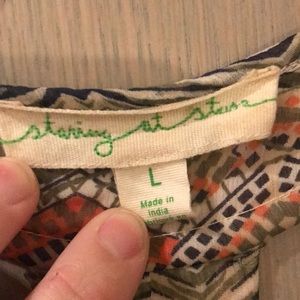 staring at stars
L
Made in
India